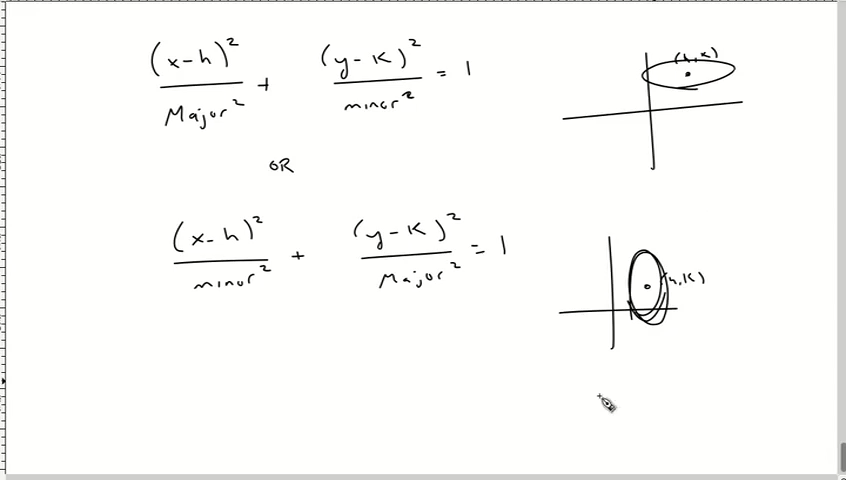 (x-h)² / Major² + (y-K)² / minor² = 1
(h,K)
OR
(x-h)² / minor² + (y-K)² / Major² = 1
(h,K)